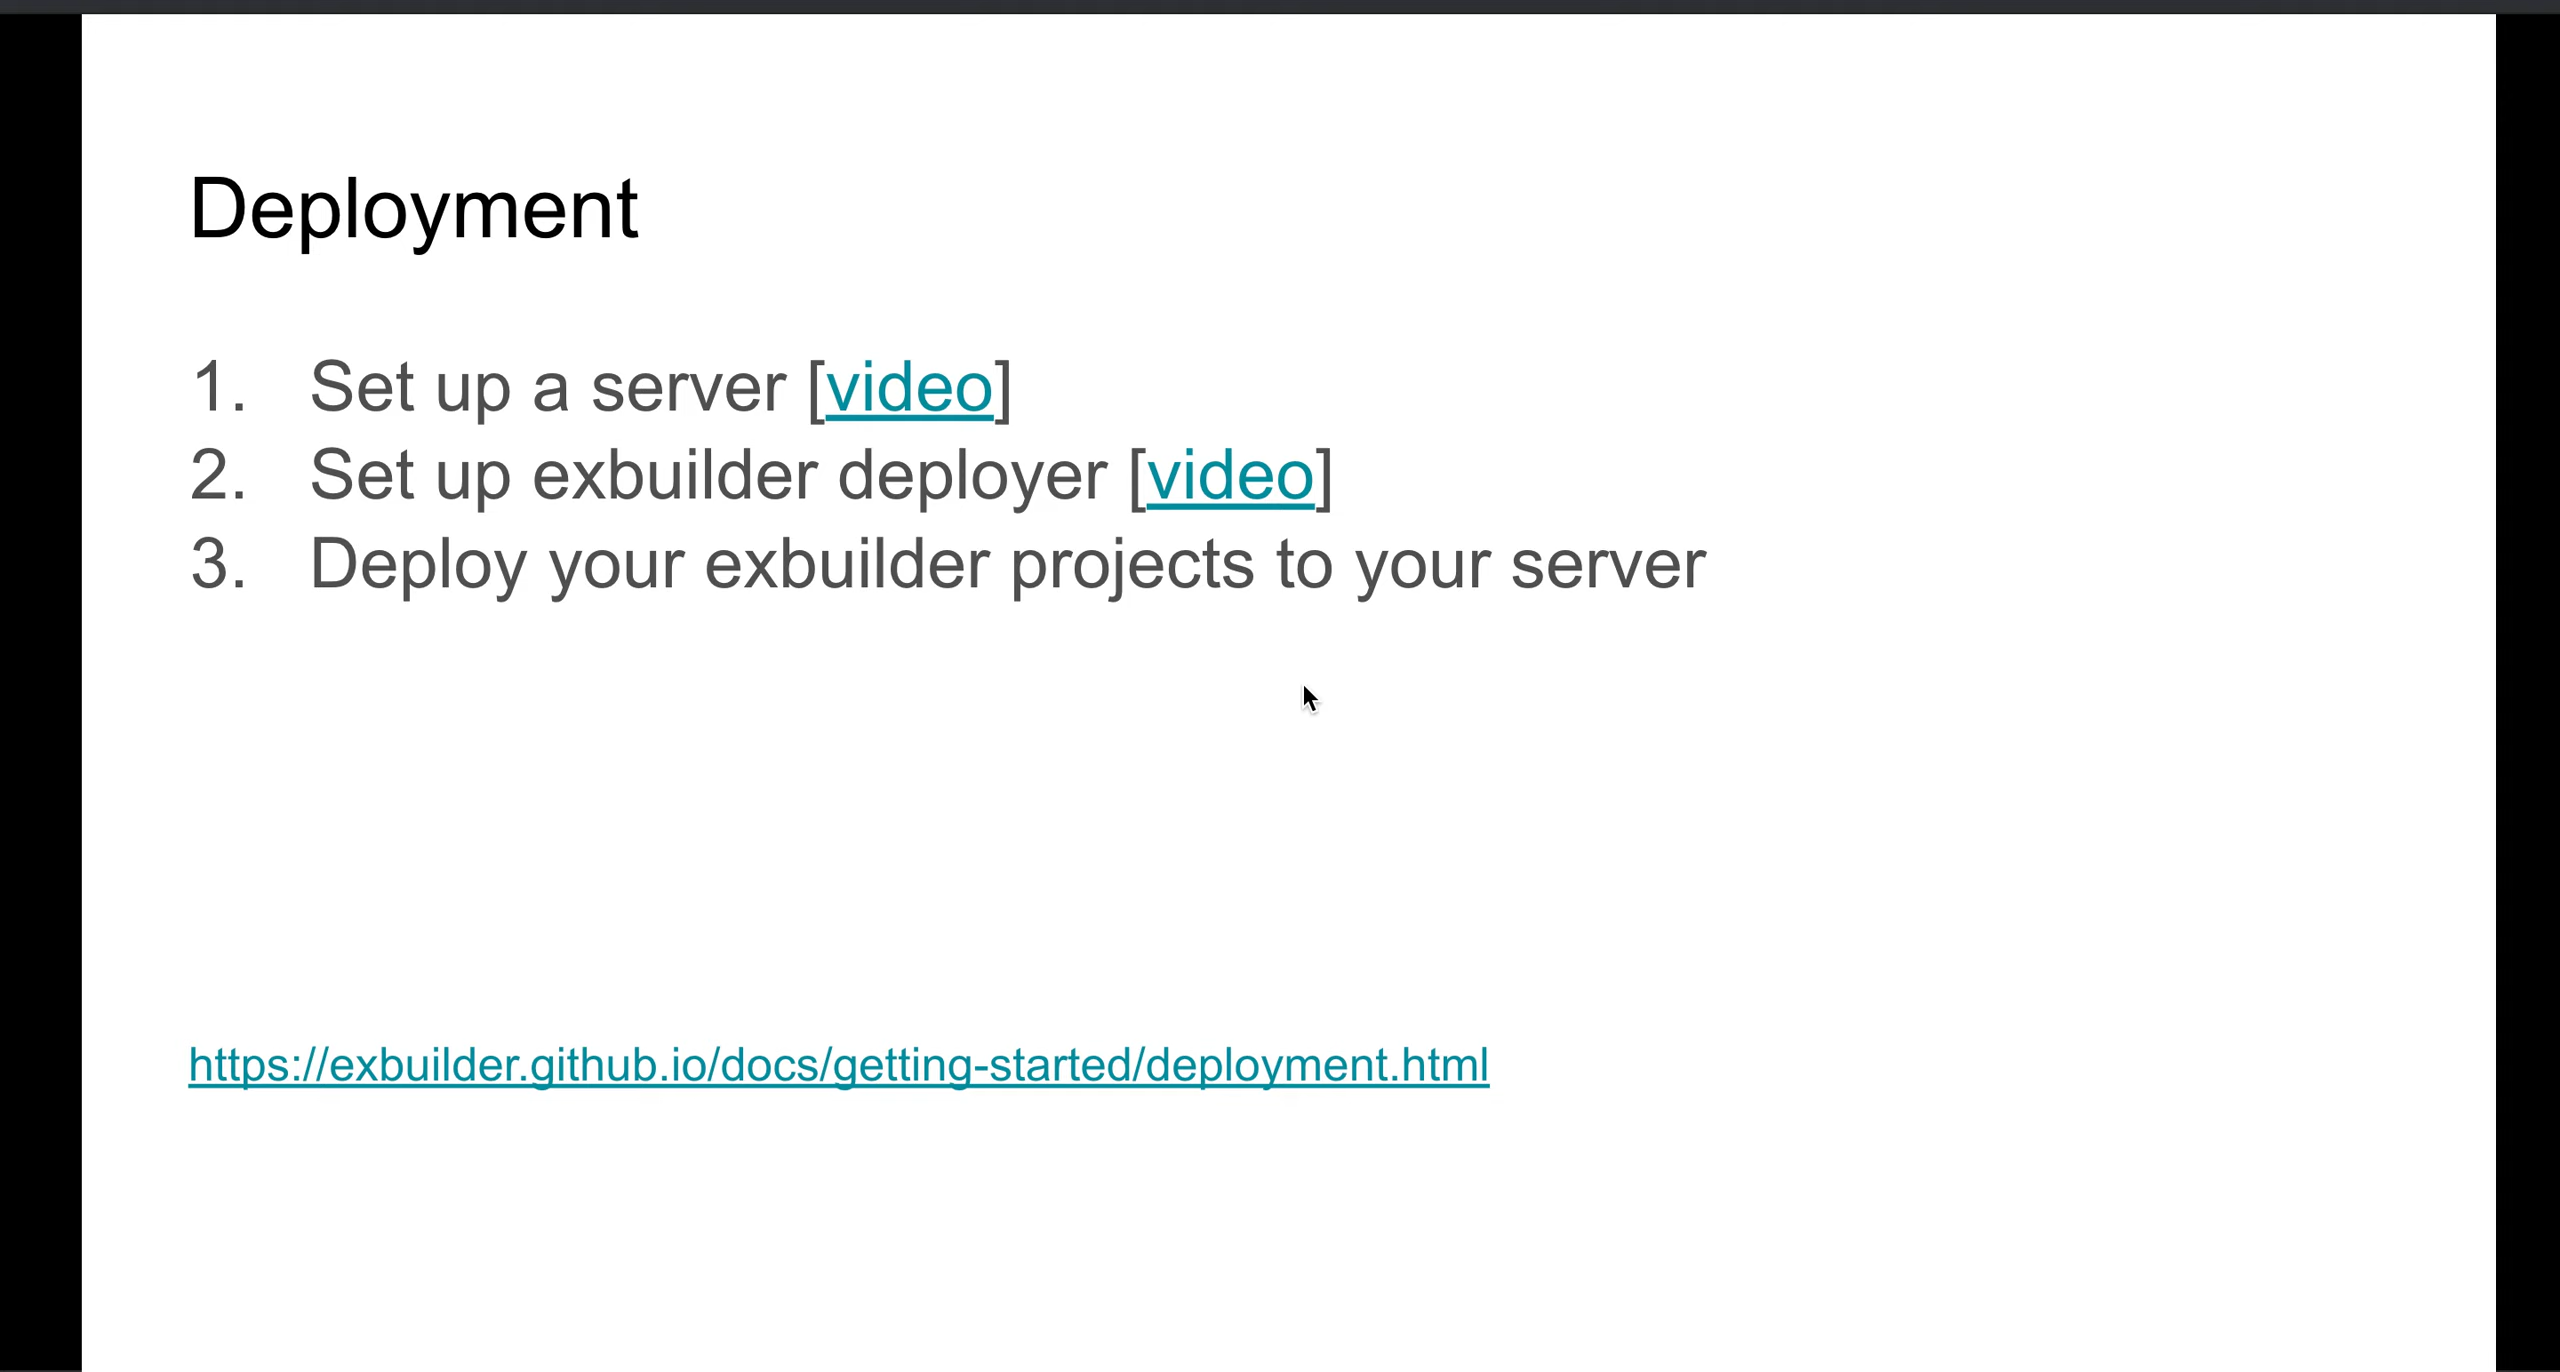 Deployment
1. Set up a server [video]
2. Set up exbuilder deployer [video]
3. Deploy your exbuilder projects to your server
https://exbuilder.github.io/docs/getting-started/deployment.html